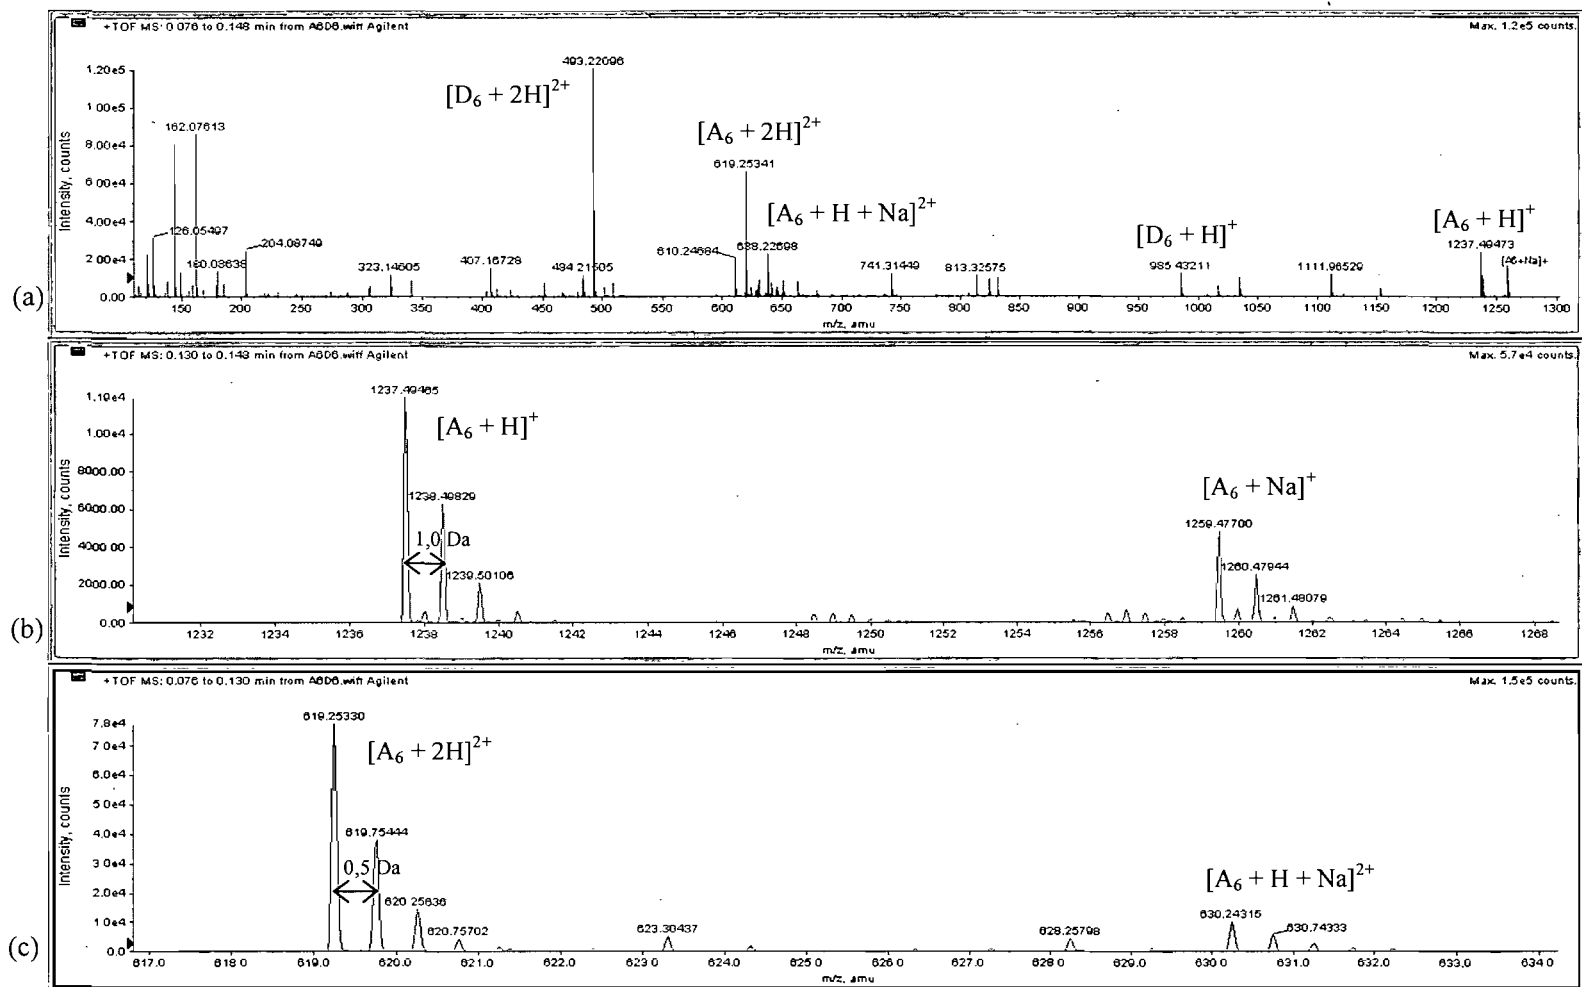 +TOF MS: 0.076 to 0.148 min from A6D6.wiff Agilent
Max. 1.2e5 counts.
(a)
Intensity, counts
1.20e5
1.00e5
8.00e4
6.00e4
4.00e4
2.00e4
0.00
[D6 + 2H]2+
493.22096
162.07613
[A6 + 2H]2+
619.25341
[A6 + H + Na]2+
126.05497
204.08740
180.08638
323.14605
407.16728
484.21505
610.24684
638.22698
741.31449
813.32575
[D6 + H]+
985.43211
1111.96529
[A6 + H]+
1237.49473
[A6+Na]+
150 200 250 300 350 400 450 500 550 600 650 700 750 800 850 900 950 1000 1050 1100 1150 1200 1250 1300
m/z, amu
+TOF MS: 0.130 to 0.148 min from A6D6.wiff Agilent
Max. 5.7e4 counts.
(b)
Intensity, counts
1.19e4
1.00e4
8000.00
6000.00
4000.00
2000.00
0.00
1237.49465
[A6 + H]+
1238.49829
1,0 Da
1239.50106
[A6 + Na]+
1259.47700
1260.47944
1261.48079
1232 1234 1236 1238 1240 1242 1244 1246 1248 1250 1252 1254 1256 1258 1260 1262 1264 1266 1268
m/z, amu
+TOF MS: 0.076 to 0.130 min from A6D6.wiff Agilent
Max. 1.5e5 counts.
(c)
Intensity, counts
7.8e4
7.0e4
6.0e4
5.0e4
4.0e4
3.0e4
2.0e4
1.0e4
0.0
619.25330
[A6 + 2H]2+
619.75444
0,5 Da
620.25636
620.75702
623.30437
628.25798
[A6 + H + Na]2+
630.24315
630.74333
617.0 618.0 619.0 620.0 621.0 622.0 623.0 624.0 625.0 626.0 627.0 628.0 629.0 630.0 631.0 632.0 633.0 634.0
m/z, amu